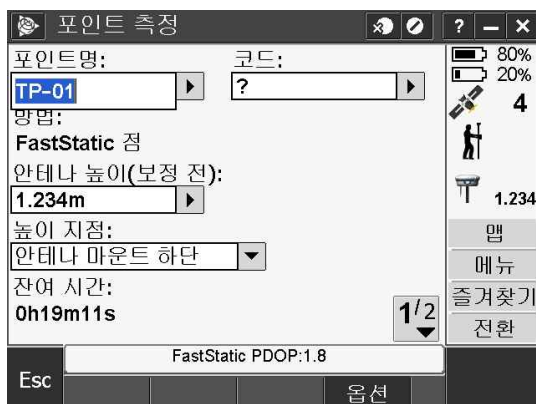 포인트 측정
? – ×
포인트명:
코드:
TP-01
?
방법:
FastStatic 점
안테나 높이(보정 전):
1.234m
높이 지점:
안테나 마운트 하단
잔여 시간:
0h19m11s
1/2
80%
20%
4
1.234
맵
메뉴
즐겨찾기
전환
FastStatic PDOP:1.8
Esc
옵션